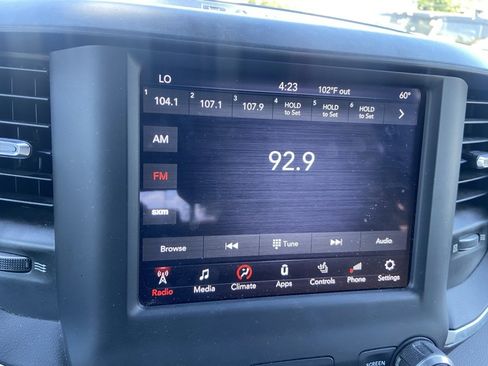 LO 4:23 102°F out 60°
1 104.1 2 107.1 3 107.9 4 HOLD to Set 5 HOLD to Set 6 HOLD to Set
AM
92.9
FM
sxm
Browse Tune Audio
Radio Media Climate Apps Controls Phone Settings
SCREEN